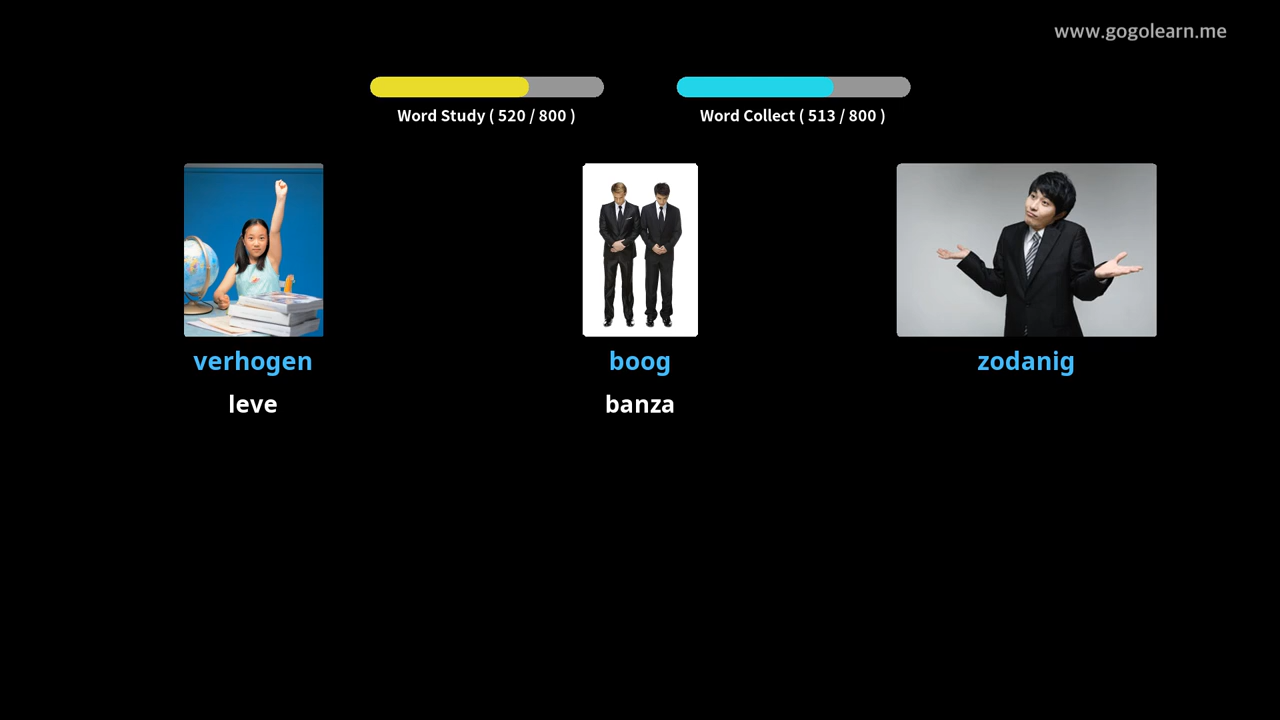 www.gogolearn.me
Word Study ( 520 / 800 )
Word Collect ( 513 / 800 )
verhogen
boog
zodanig
leve
banza